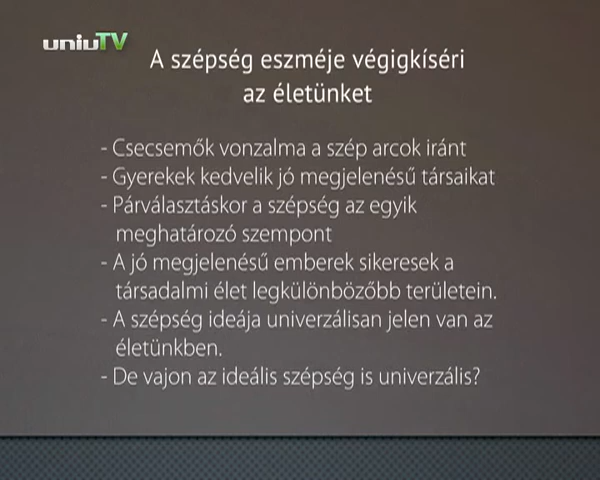 uniuTV
A szépség eszméje végigkíséri
az életünket
- Csecsemők vonzalma a szép arcok iránt
- Gyerekek kedvelik jó megjelenésű társaikat
- Párválasztáskor a szépség az egyik
meghatározó szempont
- A jó megjelenésű emberek sikeresek a
társadalmi élet legkülönbözőbb területein.
- A szépség ideája univerzálisan jelen van az
életünkben.
- De vajon az ideális szépség is univerzális?